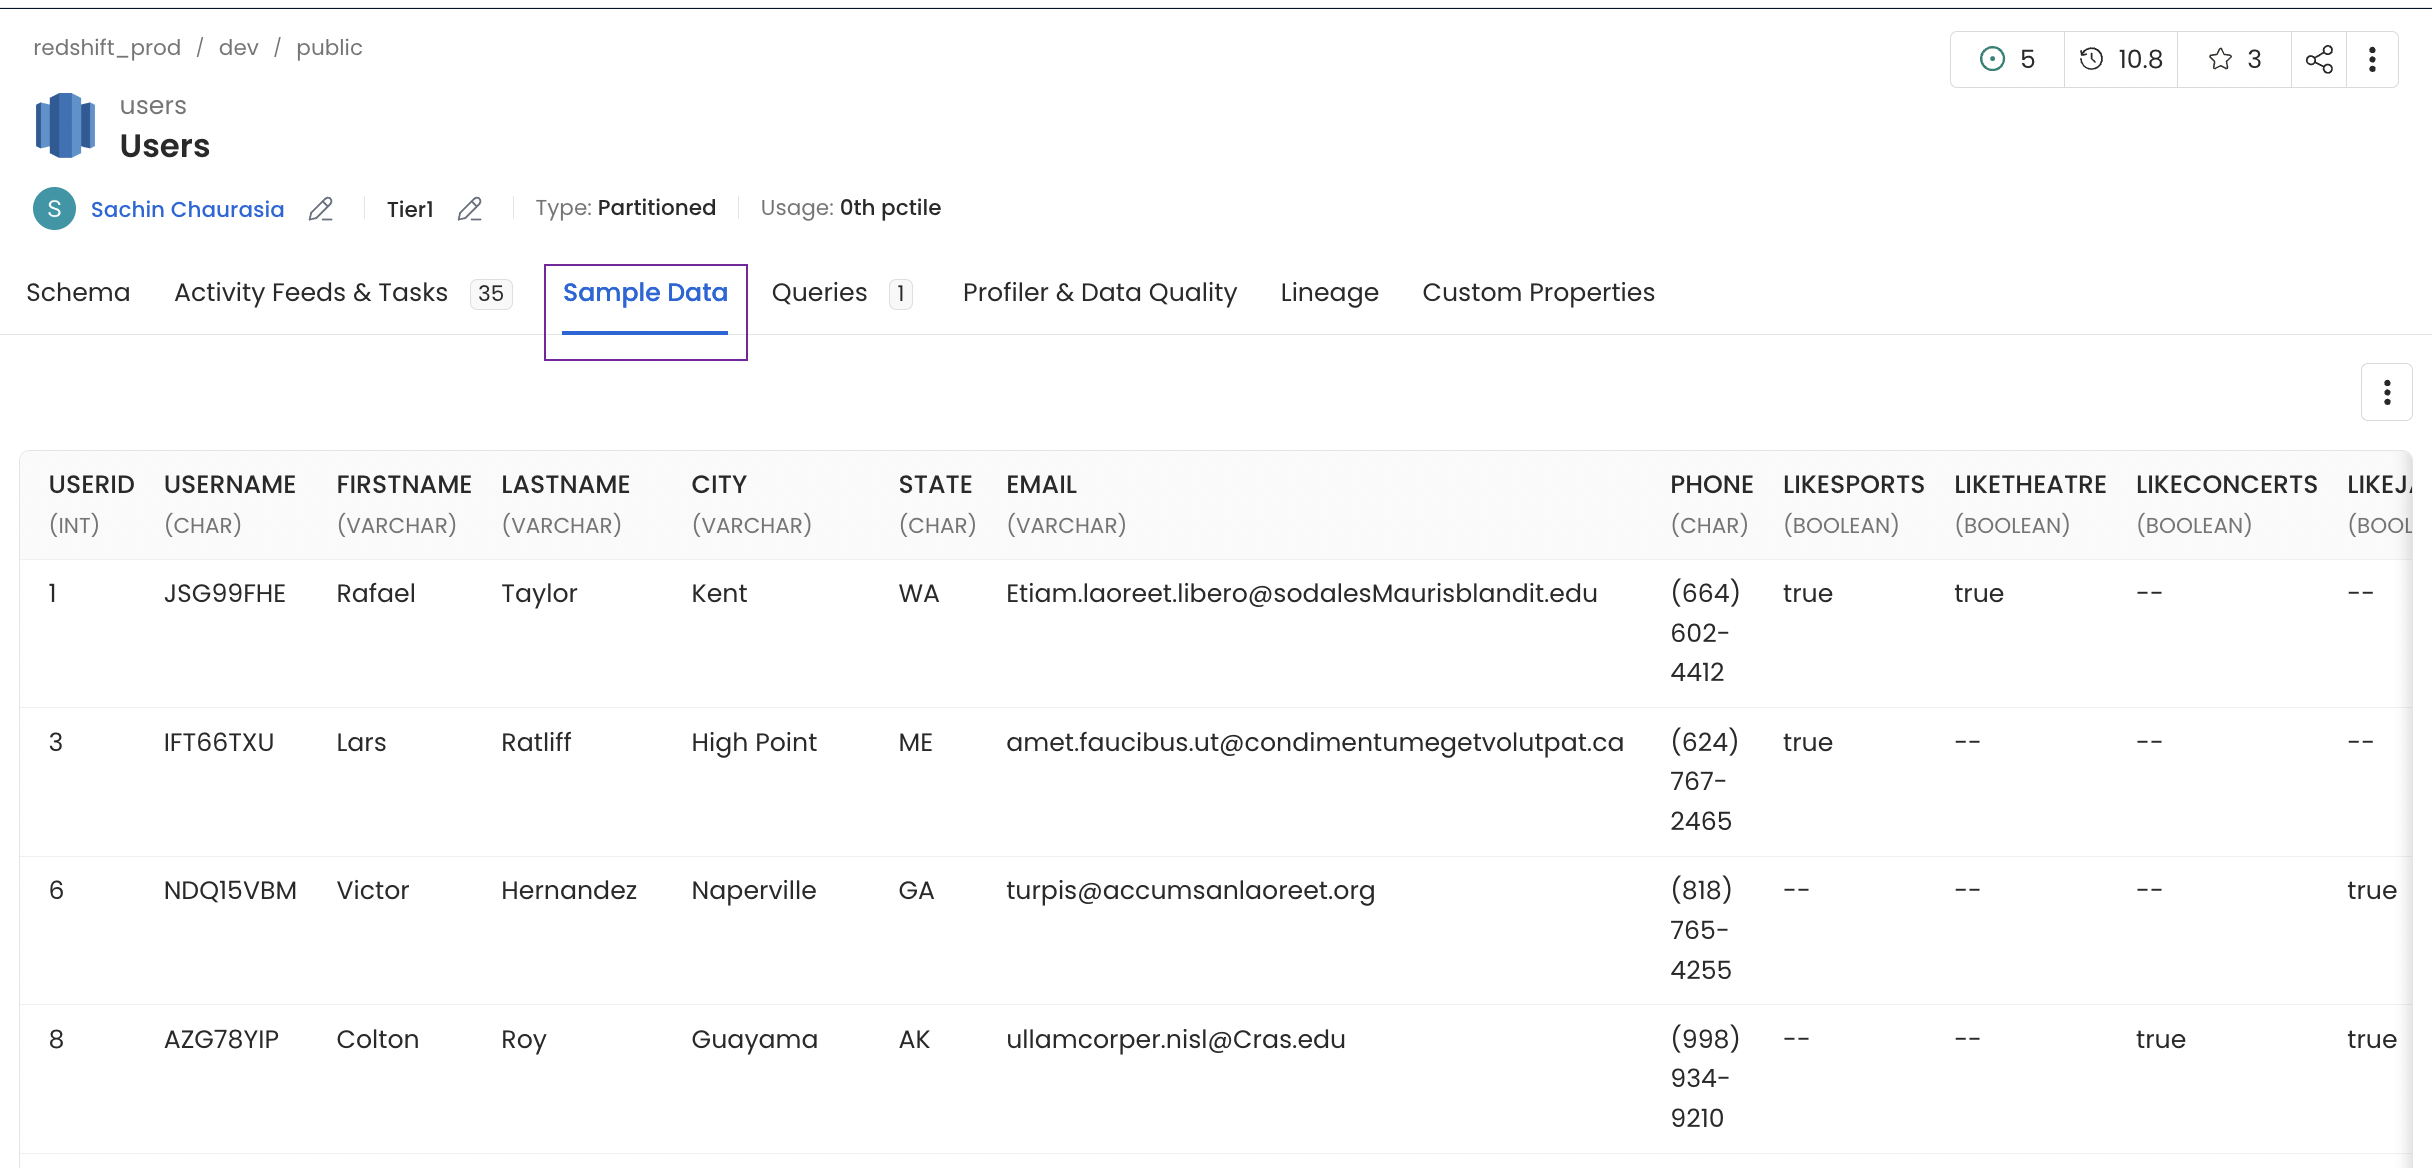 redshift_prod / dev / public
5 10.8 3
users
Users
S Sachin Chaurasia Tier1 Type: Partitioned Usage: 0th pctile
Schema Activity Feeds & Tasks 35 Sample Data Queries 1 Profiler & Data Quality Lineage Custom Properties
USERID USERNAME FIRSTNAME LASTNAME CITY STATE EMAIL PHONE LIKESPORTS LIKETHEATRE LIKECONCERTS LIKEJA
(INT) (CHAR) (VARCHAR) (VARCHAR) (VARCHAR) (CHAR) (VARCHAR) (CHAR) (BOOLEAN) (BOOLEAN) (BOOLEAN) (BOOL
1 JSG99FHE Rafael Taylor Kent WA Etiam.laoreet.libero@sodalesMaurisblandit.edu (664) true true -- --
602-
4412
3 IFT66TXU Lars Ratliff High Point ME amet.faucibus.ut@condimentumegetvolutpat.ca (624) true -- -- --
767-
2465
6 NDQ15VBM Victor Hernandez Naperville GA turpis@accumsanlaoreet.org (818) -- -- -- true
765-
4255
8 AZG78YIP Colton Roy Guayama AK ullamcorper.nisl@Cras.edu (998) -- -- true true
934-
9210